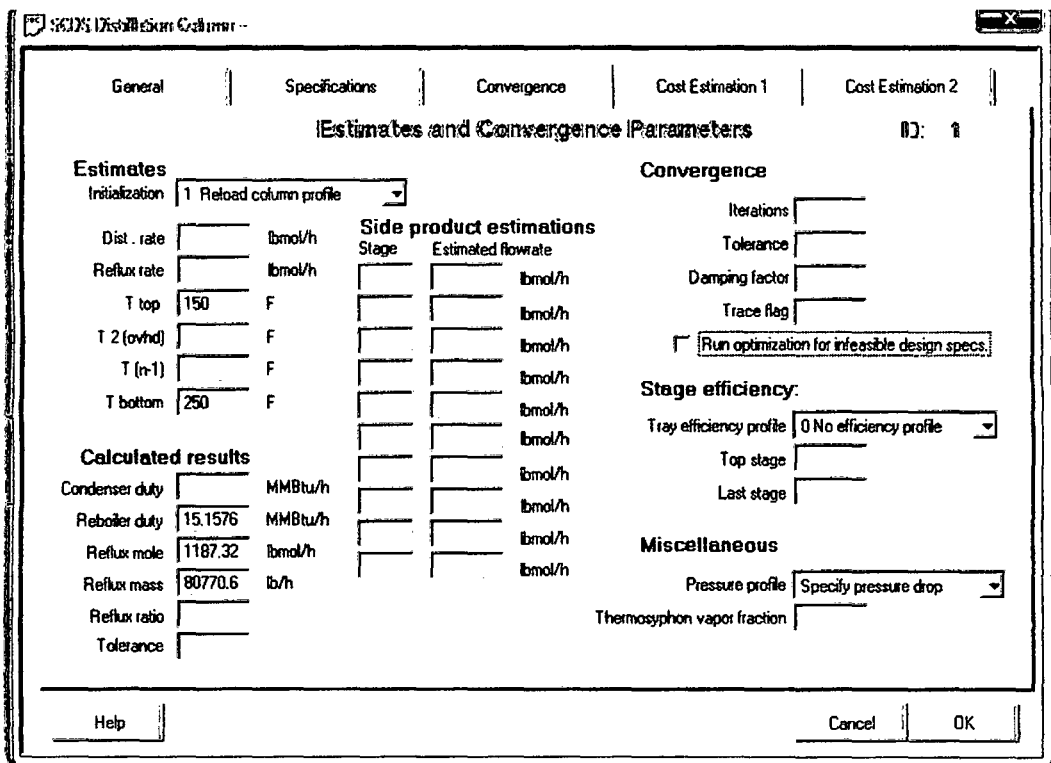 SCDS Distillation Column -
X
General Specifications Convergence Cost Estimation 1 Cost Estimation 2
Estimates and Convergence Parameters ID: 1
Estimates
Initialization 1 Reload column profile
Dist . rate lbmol/h
Reflux rate lbmol/h
T top 150 F
T 2 (ovhd) F
T (n-1) F
T bottom 250 F
Calculated results
Condenser duty MMBtu/h
Reboiler duty 15.1576 MMBtu/h
Reflux mole 1187.32 lbmol/h
Reflux mass 80770.6 lb/h
Reflux ratio
Tolerance
Side product estimations
Stage Estimated flowrate
lbmol/h
lbmol/h
lbmol/h
lbmol/h
lbmol/h
lbmol/h
lbmol/h
lbmol/h
lbmol/h
lbmol/h
Convergence
Iterations
Tolerance
Damping factor
Trace flag
Run optimization for infeasible design specs.
Stage efficiency:
Tray efficiency profile 0 No efficiency profile
Top stage
Last stage
Miscellaneous
Pressure profile Specify pressure drop
Thermosyphon vapor fraction
Help Cancel OK